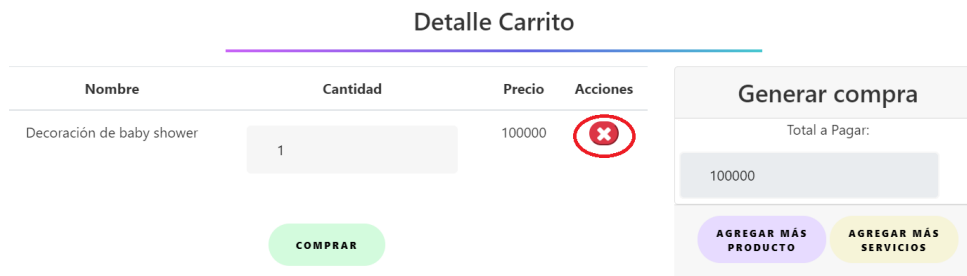 Detalle Carrito
Nombre Cantidad Precio Acciones
Decoración de baby shower 1 100000
COMPRAR
Generar compra
Total a Pagar:
100000
AGREGAR MÁS
PRODUCTO
AGREGAR MÁS
SERVICIOS